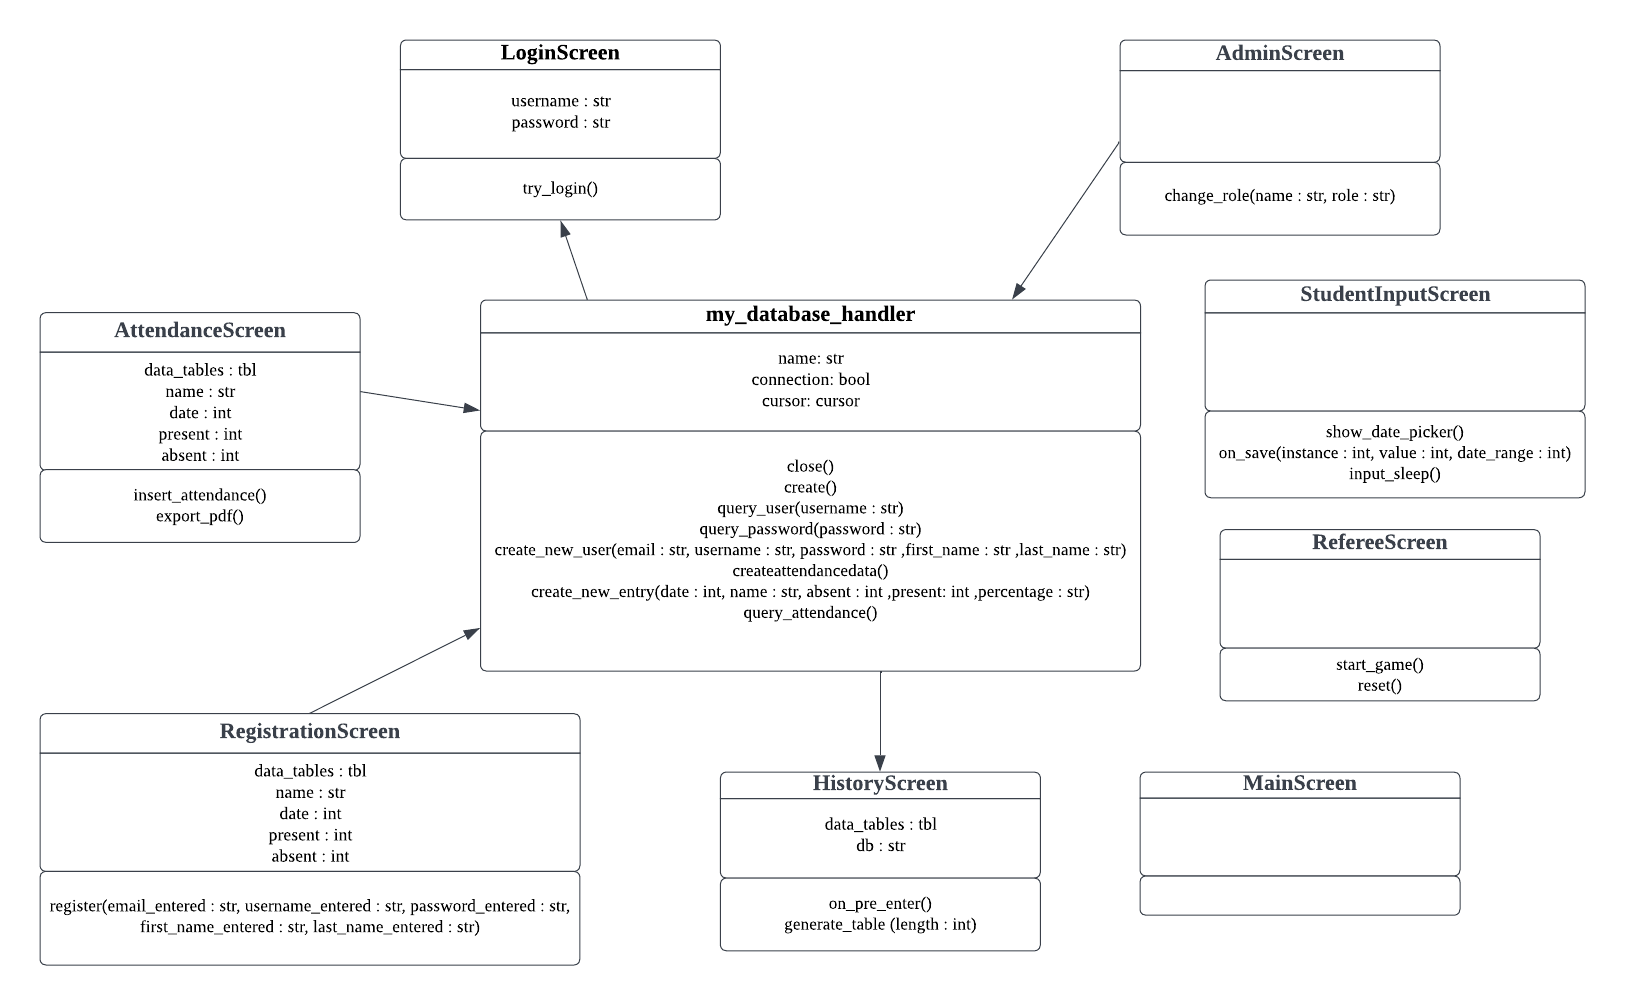 LoginScreen
username : str
password : str
try_login()
AdminScreen
change_role(name : str, role : str)
AttendanceScreen
data_tables : tbl
name : str
date : int
present : int
absent : int
insert_attendance()
export_pdf()
my_database_handler
name: str
connection: bool
cursor: cursor
close()
create()
query_user(username : str)
query_password(password : str)
create_new_user(email : str, username : str, password : str ,first_name : str ,last_name : str)
createattendancedata()
create_new_entry(date : int, name : str, absent : int ,present: int ,percentage : str)
query_attendance()
StudentInputScreen
show_date_picker()
on_save(instance : int, value : int, date_range : int)
input_sleep()
RefereeScreen
start_game()
reset()
RegistrationScreen
data_tables : tbl
name : str
date : int
present : int
absent : int
register(email_entered : str, username_entered : str, password_entered : str,
first_name_entered : str, last_name_entered : str)
HistoryScreen
data_tables : tbl
db : str
on_pre_enter()
generate_table (length : int)
MainScreen